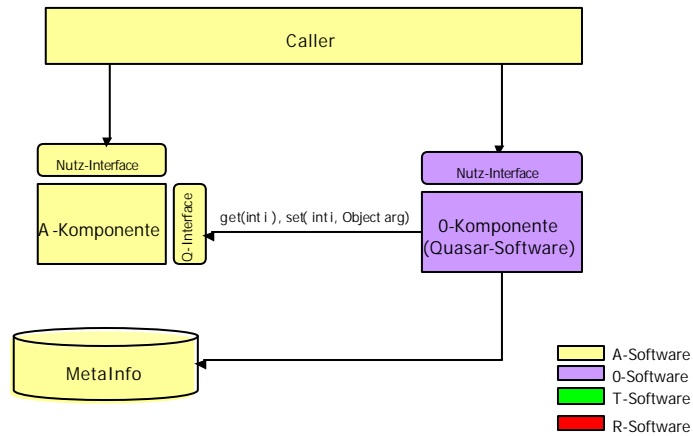 Caller
Nutz-Interface
Nutz-Interface
A-Komponente
Q-Interface
get(int i ), set( int i, Object arg)
0-Komponente
(Quasar-Software)
MetaInfo
A-Software
0-Software
T-Software
R-Software